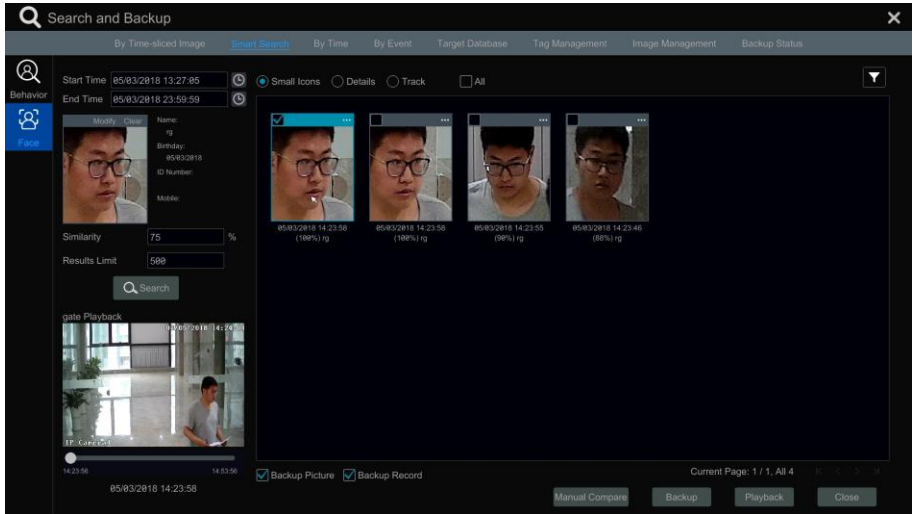 Search and Backup
By Time-sliced Image Smart Search By Time By Event Target Database Tag Management Image Management Backup Status
Behavior
Face
Start Time 05/03/2018 13:27:05
End Time 05/03/2018 23:59:59
Modify Clear
Name:
rg
Birthday:
05/03/2018
ID Number:
Mobile:
Similarity 75 %
Results Limit 500
Search
gate Playback
IP Camera
14:23:56 14:53:56
05/03/2018 14:23:58
Small Icons Details Track All
05/03/2018 14:23:58
(100%) rg
05/03/2018 14:23:58
(100%) rg
05/03/2018 14:23:55
(90%) rg
05/03/2018 14:23:46
(88%) rg
Backup Picture Backup Record
Current Page: 1 / 1, All 4
Manual Compare Backup Playback Close